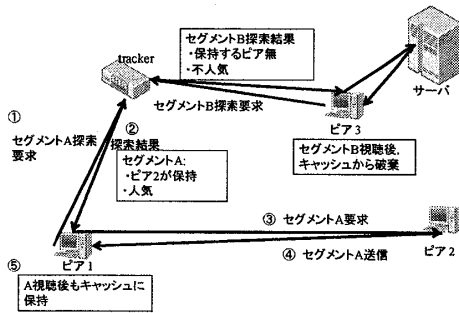 tracker
セグメントB探索結果
・保持するピア無
・不人気
サーバ
セグメントB探索要求
ピア3
セグメントB視聴後,
キャッシュから破棄
①
セグメントA探索
要求
②
探索結果
セグメントA:
・ピア2が保持
・人気
③ セグメントA要求
④ セグメントA送信
ピア1
ピア2
⑤
A視聴後もキャッシュに
保持